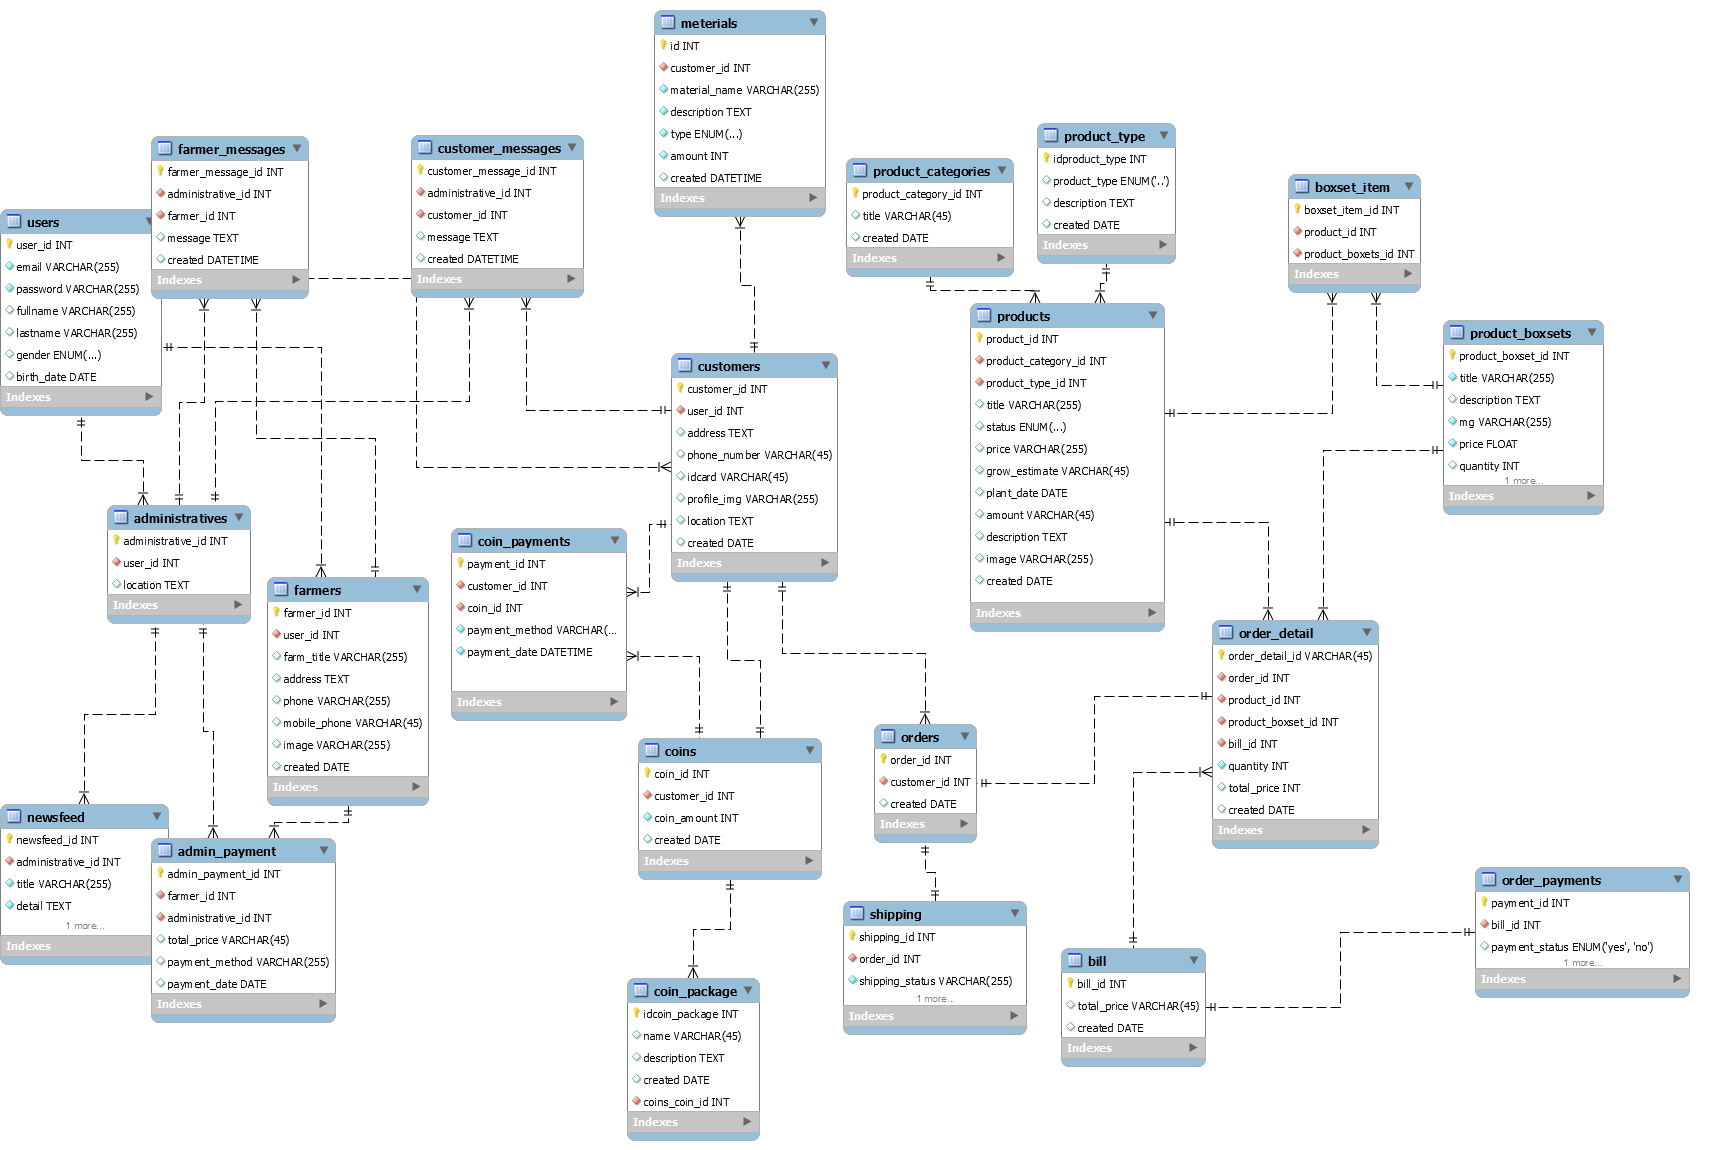 meterials
id INT
customer_id INT
material_name VARCHAR(255)
description TEXT
type ENUM(...)
amount INT
created DATETIME
Indexes
farmer_messages
farmer_message_id INT
administrative_id INT
farmer_id INT
message TEXT
created DATETIME
Indexes
customer_messages
customer_message_id INT
administrative_id INT
customer_id INT
message TEXT
created DATETIME
Indexes
product_categories
product_category_id INT
title VARCHAR(45)
created DATE
Indexes
product_type
idproduct_type INT
product_type ENUM('..')
description TEXT
created DATE
Indexes
boxset_item
boxset_item_id INT
product_id INT
product_boxets_id INT
Indexes
users
user_id INT
email VARCHAR(255)
password VARCHAR(255)
fullname VARCHAR(255)
lastname VARCHAR(255)
gender ENUM(...)
birth_date DATE
Indexes
products
product_id INT
product_category_id INT
product_type_id INT
title VARCHAR(255)
status ENUM(...)
price VARCHAR(255)
grow_estimate VARCHAR(45)
plant_date DATE
amount VARCHAR(45)
description TEXT
image VARCHAR(255)
created DATE
Indexes
product_boxsets
product_boxset_id INT
title VARCHAR(255)
description TEXT
mg VARCHAR(255)
price FLOAT
quantity INT
1 more...
Indexes
customers
customer_id INT
user_id INT
address TEXT
phone_number VARCHAR(45)
idcard VARCHAR(45)
profile_img VARCHAR(255)
location TEXT
created DATE
Indexes
administratives
administrative_id INT
user_id INT
location TEXT
Indexes
coin_payments
payment_id INT
customer_id INT
coin_id INT
payment_method VARCHAR(...
payment_date DATETIME
Indexes
farmers
farmer_id INT
user_id INT
farm_title VARCHAR(255)
address TEXT
phone VARCHAR(255)
mobile_phone VARCHAR(45)
image VARCHAR(255)
created DATE
Indexes
order_detail
order_detail_id VARCHAR(45)
order_id INT
product_id INT
product_boxset_id INT
bill_id INT
quantity INT
total_price INT
created DATE
Indexes
coins
coin_id INT
customer_id INT
coin_amount INT
created DATE
Indexes
orders
order_id INT
customer_id INT
created DATE
Indexes
newsfeed
newsfeed_id INT
administrative_id INT
title VARCHAR(255)
detail TEXT
1 more...
Indexes
admin_payment
admin_payment_id INT
farmer_id INT
administrative_id INT
total_price VARCHAR(45)
payment_method VARCHAR(255)
payment_date DATE
Indexes
shipping
shipping_id INT
order_id INT
shipping_status VARCHAR(255)
1 more...
Indexes
order_payments
payment_id INT
bill_id INT
payment_status ENUM('yes', 'no')
1 more...
Indexes
bill
bill_id INT
total_price VARCHAR(45)
created DATE
Indexes
coin_package
idcoin_package INT
name VARCHAR(45)
description TEXT
created DATE
coins_coin_id INT
Indexes